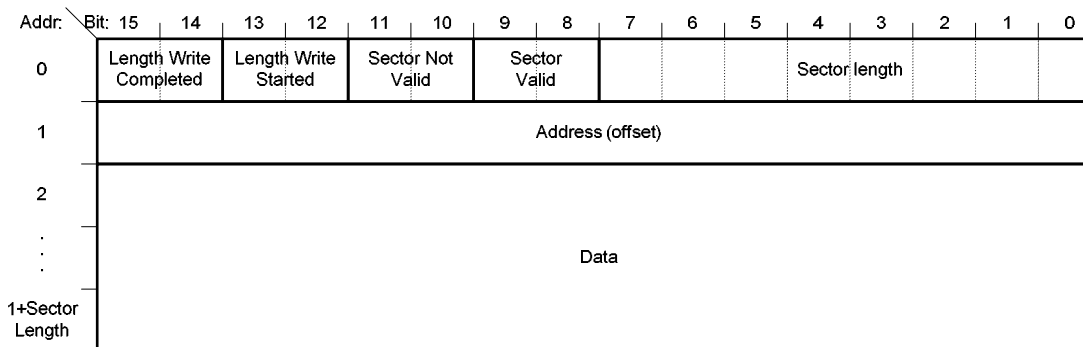 Addr: Bit: 15 14 13 12 11 10 9 8 7 6 5 4 3 2 1 0
0 Length Write Length Write Sector Not Sector Sector length
Completed Started Valid Valid
1 Address (offset)
2
.
.
.
Data
1+Sector
Length